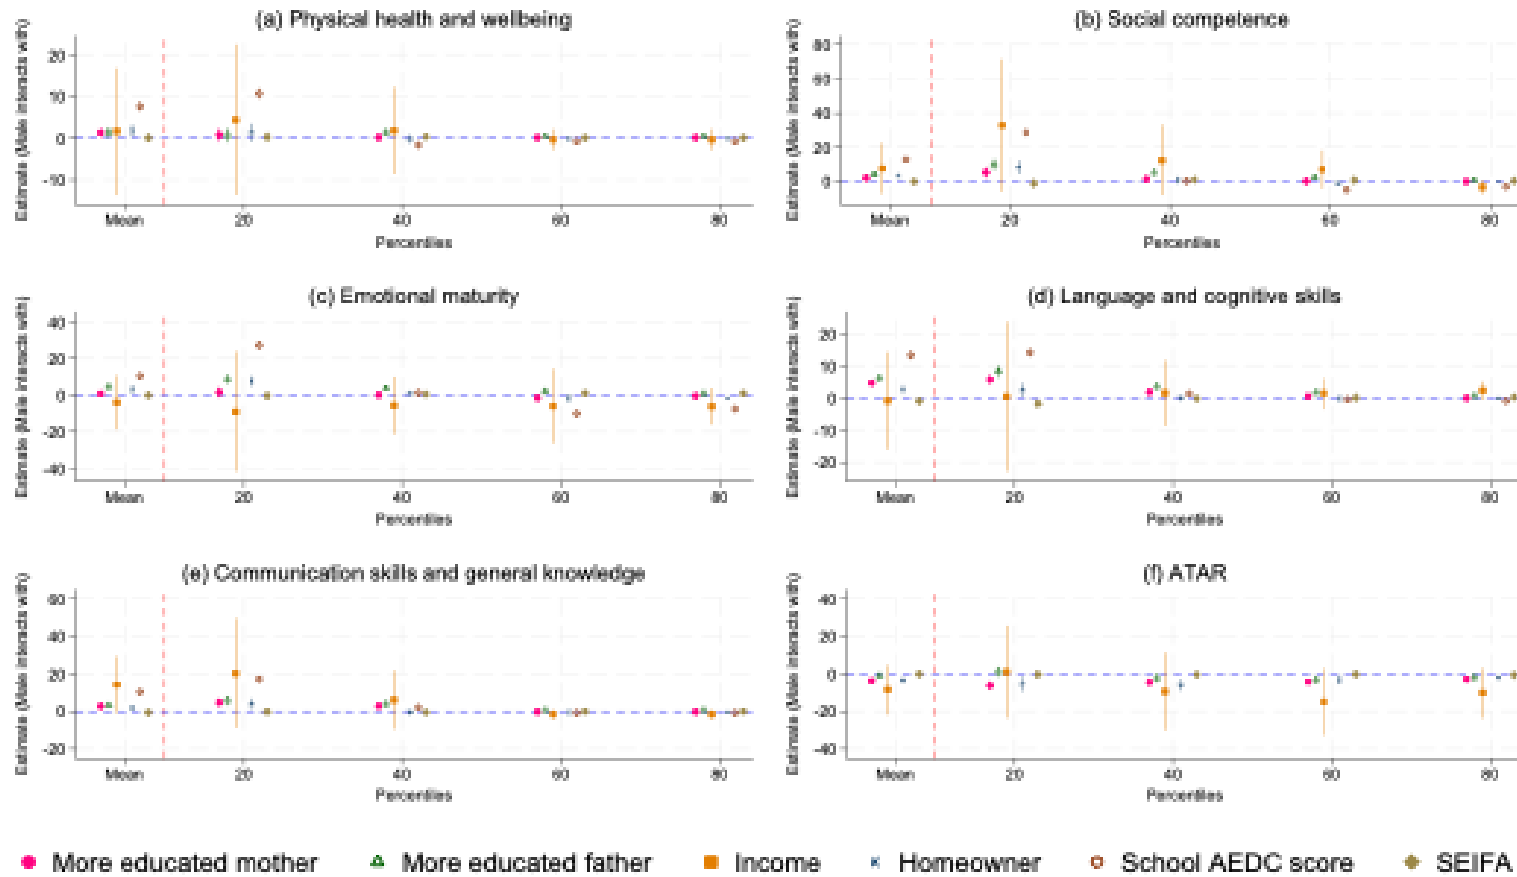 (a) Physical health and wellbeing
Estimate (Male interacts with)
20
10
0
-10
Mean 20 40 60 80
Percentiles
(b) Social competence
Estimate (Male interacts with)
80
60
40
20
0
Mean 20 40 60 80
Percentiles
(c) Emotional maturity
Estimate (Male interacts with)
40
20
0
-20
-40
Mean 20 40 60 80
Percentiles
(d) Language and cognitive skills
Estimate (Male interacts with)
20
10
0
-10
-20
Mean 20 40 60 80
Percentiles
(e) Communication skills and general knowledge
Estimate (Male interacts with)
60
40
20
0
-20
Mean 20 40 60 80
Percentiles
(f) ATAR
Estimate (Male interacts with)
40
20
0
-20
-40
Mean 20 40 60 80
Percentiles
More educated mother More educated father Income Homeowner School AEDC score SEIFA